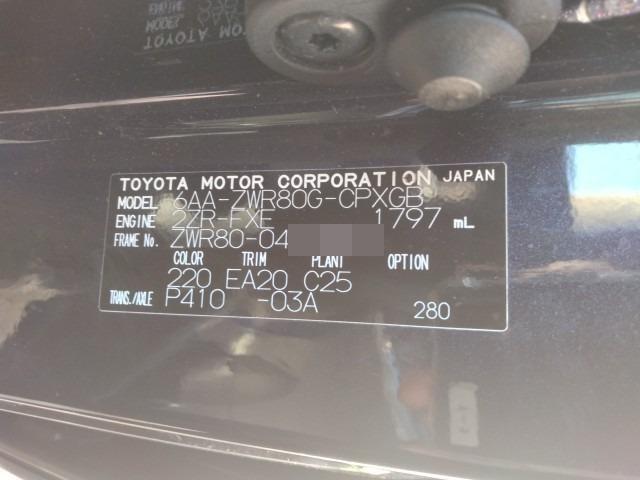 TOYOTA MOTOR CORPORATION JAPAN
MODEL 6AA-ZWR80G-CPXGB
ENGINE 2ZR-FXE 1797 mL
FRAME No. ZWR80-04
COLOR TRIM PLANT OPTION
220 EA20 C25
TRANS./AXLE P410 -03A 280